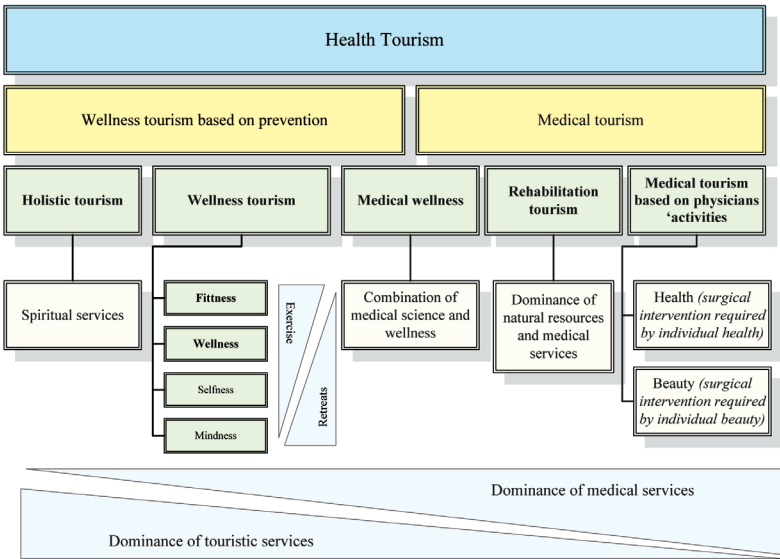 Health Tourism
Wellness tourism based on prevention
Medical tourism
Holistic tourism
Wellness tourism
Medical wellness
Rehabilitation
tourism
Medical tourism
based on physicians
‘activities
Spiritual services
Fittness
Wellness
Selfness
Mindness
Exercise
Retreats
Combination of
medical science and
wellness
Dominance of
natural resources
and medical
services
Health (surgical
intervention required
by individual health)
Beauty (surgical
intervention required
by individual beauty)
Dominance of medical services
Dominance of touristic services